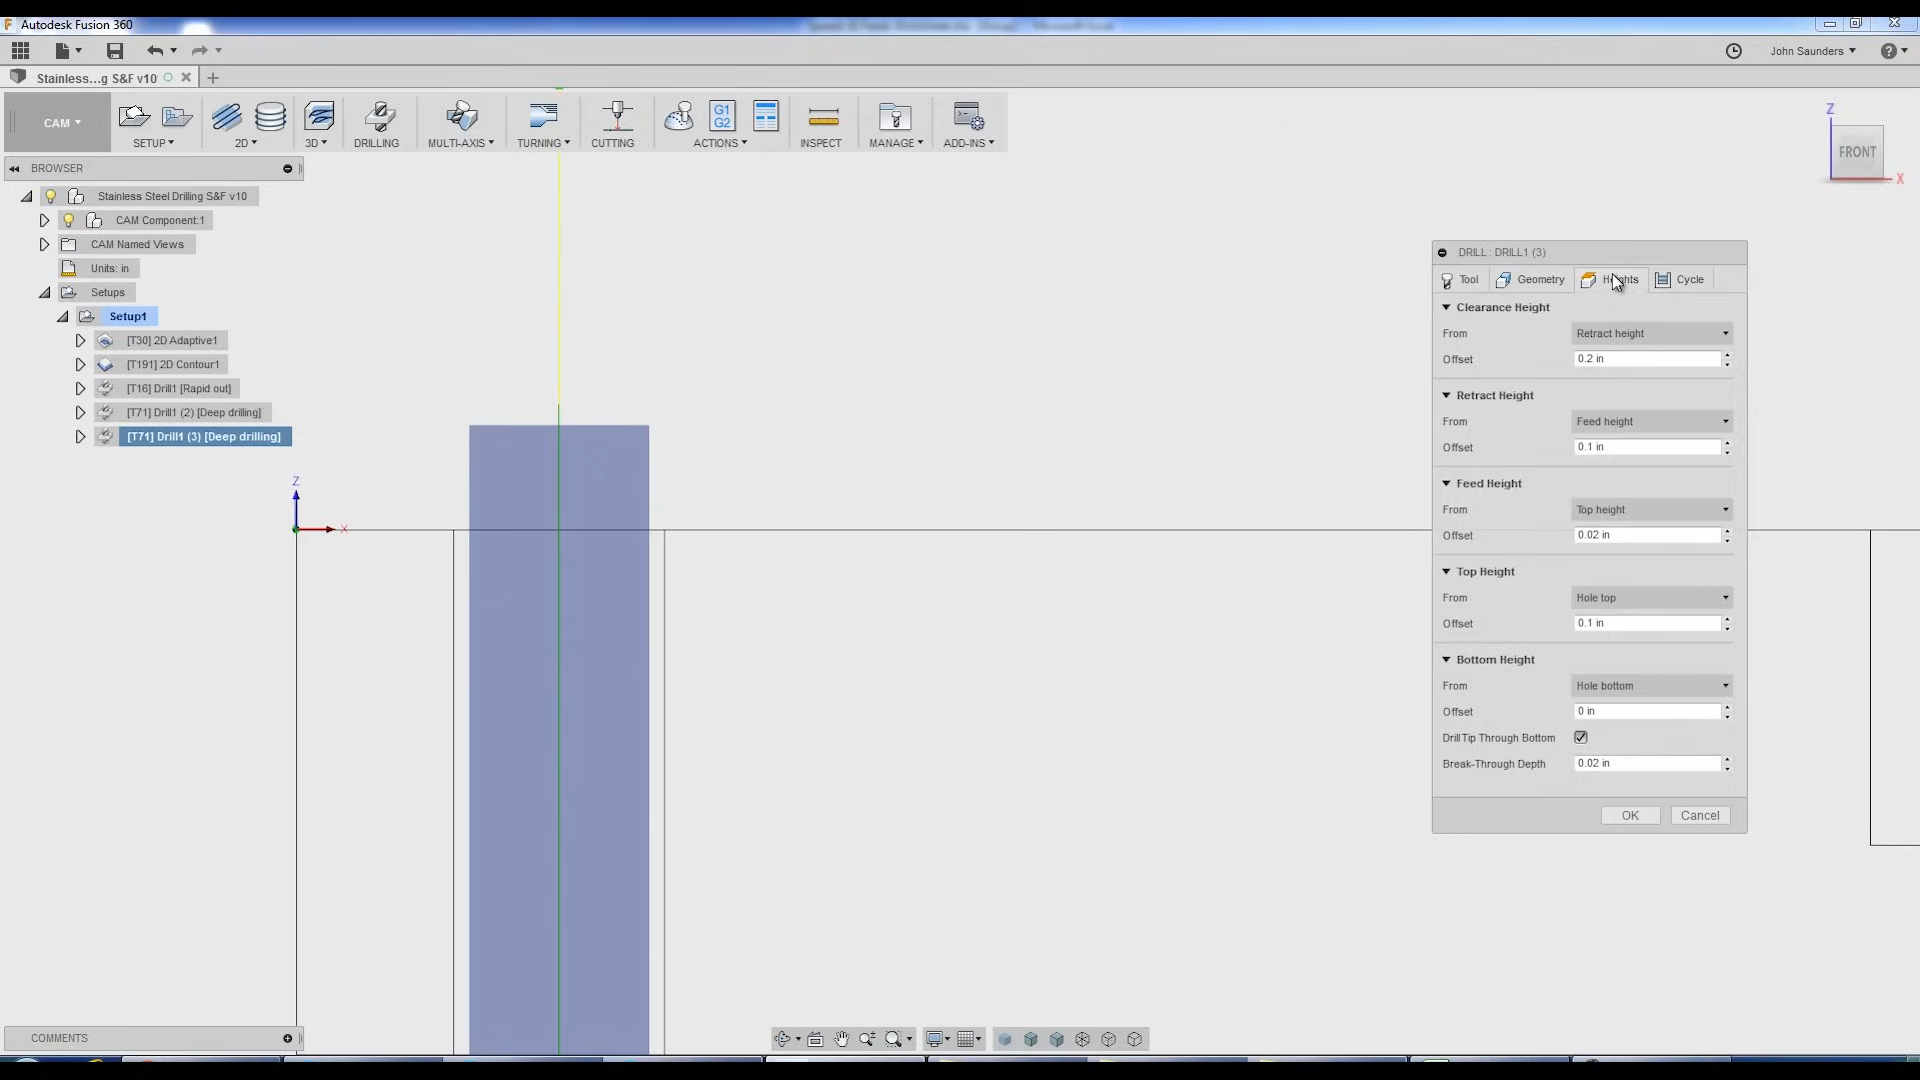 Autodesk Fusion 360
John Saunders
Stainless...g S&F v10
CAM
SETUP
2D
3D
DRILLING
MULTI-AXIS
TURNING
CUTTING
G1
G2
ACTIONS
INSPECT
MANAGE
ADD-INS
BROWSER
Stainless Steel Drilling S&F v10
CAM Component:1
CAM Named Views
Units: in
Setups
Setup1
[T30] 2D Adaptive1
[T191] 2D Contour1
[T16] Drill1 [Rapid out]
[T71] Drill1 (2) [Deep drilling]
[T71] Drill1 (3) [Deep drilling]
Z
X
Z
FRONT
X
DRILL : DRILL1 (3)
Tool Geometry Heights Cycle
Clearance Height
From Retract height
Offset 0.2 in
Retract Height
From Feed height
Offset 0.1 in
Feed Height
From Top height
Offset 0.02 in
Top Height
From Hole top
Offset 0.1 in
Bottom Height
From Hole bottom
Offset 0 in
Drill Tip Through Bottom
Break-Through Depth 0.02 in
OK Cancel
COMMENTS